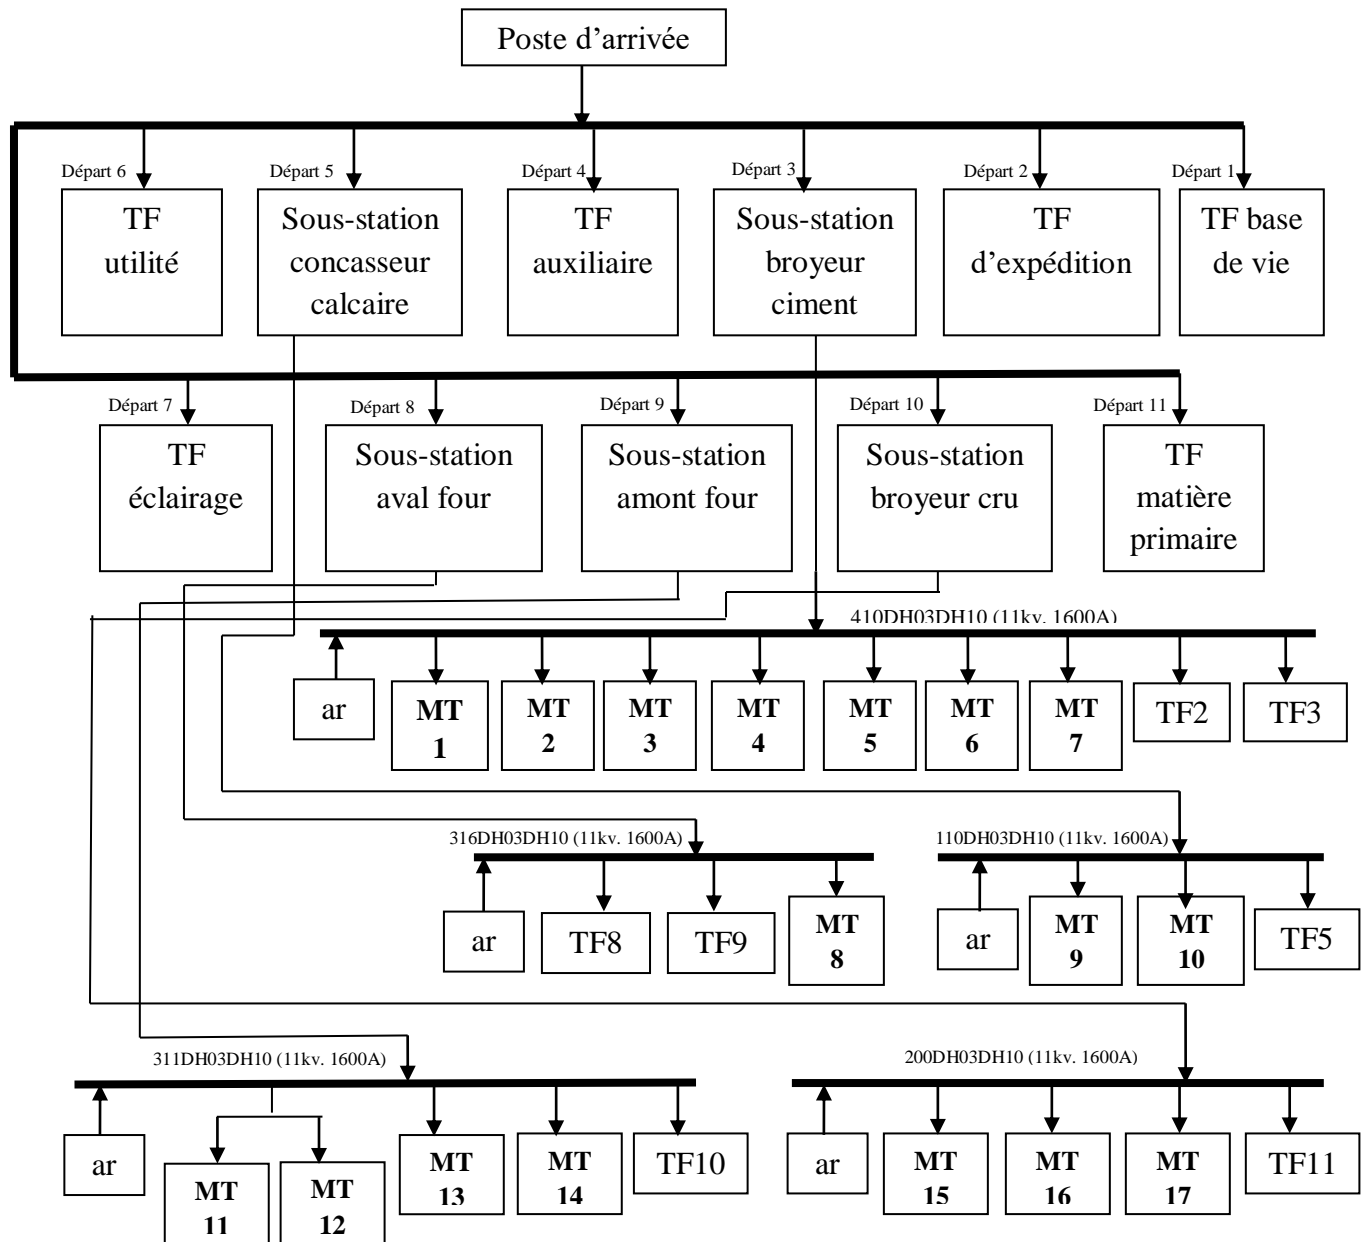 Poste d’arrivée
Départ 6
Départ 5
Départ 4
Départ 3
Départ 2
Départ 1
TF
utilité
Sous-station
concasseur
calcaire
TF
auxiliaire
Sous-station
broyeur
ciment
TF
d’expédition
TF base
de vie
Départ 7
Départ 8
Départ 9
Départ 10
Départ 11
TF
éclairage
Sous-station
aval four
Sous-station
amont four
Sous-station
broyeur cru
TF
matière
primaire
410DH03DH10 (11kv. 1600A)
ar
MT
1
MT
2
MT
3
MT
4
MT
5
MT
6
MT
7
TF2
TF3
316DH03DH10 (11kv. 1600A)
ar
TF8
TF9
MT
8
110DH03DH10 (11kv. 1600A)
ar
MT
9
MT
10
TF5
311DH03DH10 (11kv. 1600A)
ar
MT
11
MT
12
MT
13
MT
14
TF10
200DH03DH10 (11kv. 1600A)
ar
MT
15
MT
16
MT
17
TF11